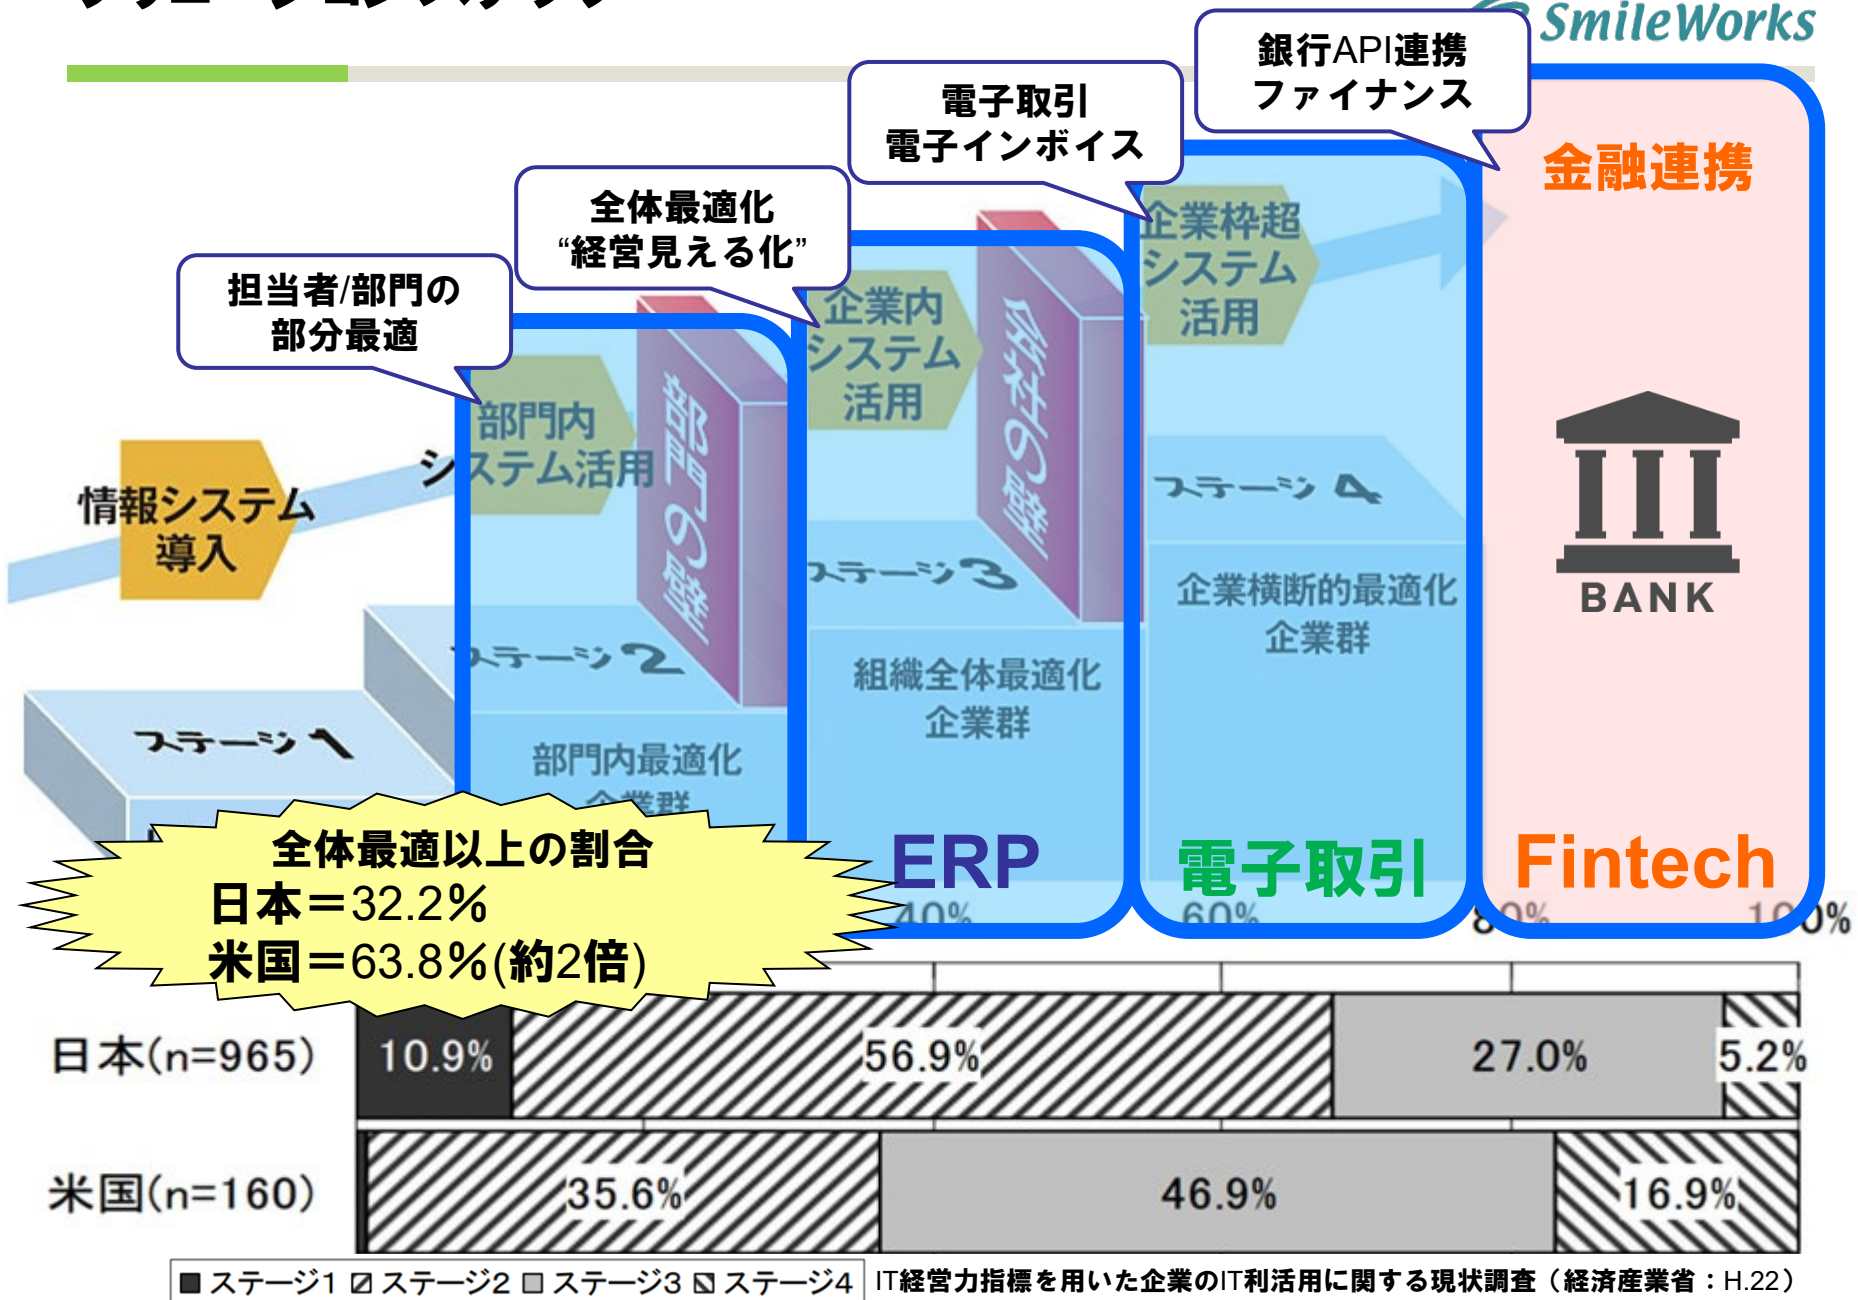 SmileWorks
銀行API連携
ファイナンス
電子取引
電子インボイス
全体最適化
“経営見える化”
担当者/部門の
部分最適
金融連携
企業枠超
システム
活用
企業内
システム
活用
部門内
システム活用
情報システム
導入
部門の壁
会社の壁
ステージ1
ステージ2
ステージ3
ステージ4
部門内最適化
企業群
組織全体最適化
企業群
企業横断的最適化
企業群
BANK
ERP
電子取引
Fintech
全体最適以上の割合
日本＝32.2%
米国＝63.8%(約2倍)
40%
60%
80%
100%
日本(n=965)
10.9%
56.9%
27.0%
5.2%
米国(n=160)
35.6%
46.9%
16.9%
ステージ1 ステージ2 ステージ3 ステージ4
IT経営力指標を用いた企業のIT利活用に関する現状調査（経済産業省：H.22）